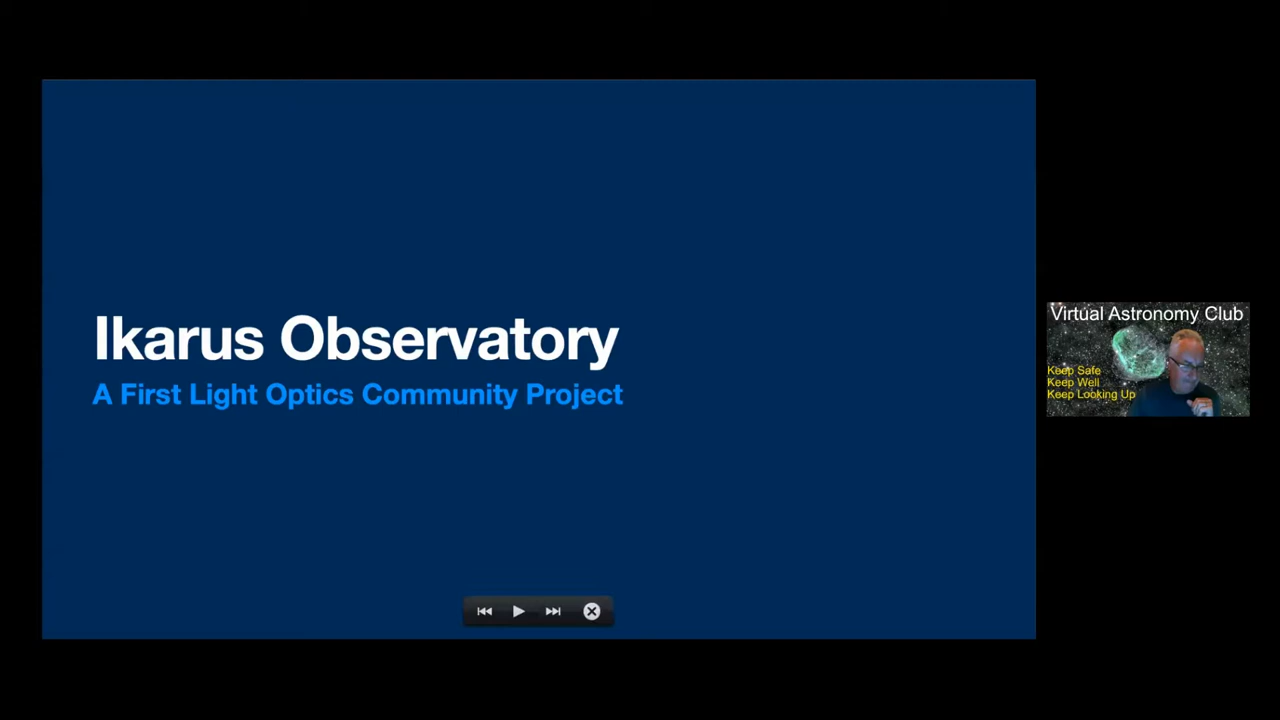 Ikarus Observatory
A First Light Optics Community Project
Virtual Astronomy Club
Keep Safe
Keep Well
Keep Looking Up